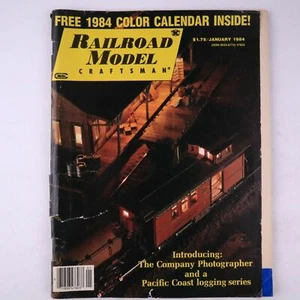 FREE 1984 COLOR CALENDAR INSIDE!
RAILROAD
MODEL
CRAFTSMAN
$1.75/JANUARY 1984
Introducing:
The Company Photographer
and a
Pacific Coast logging series